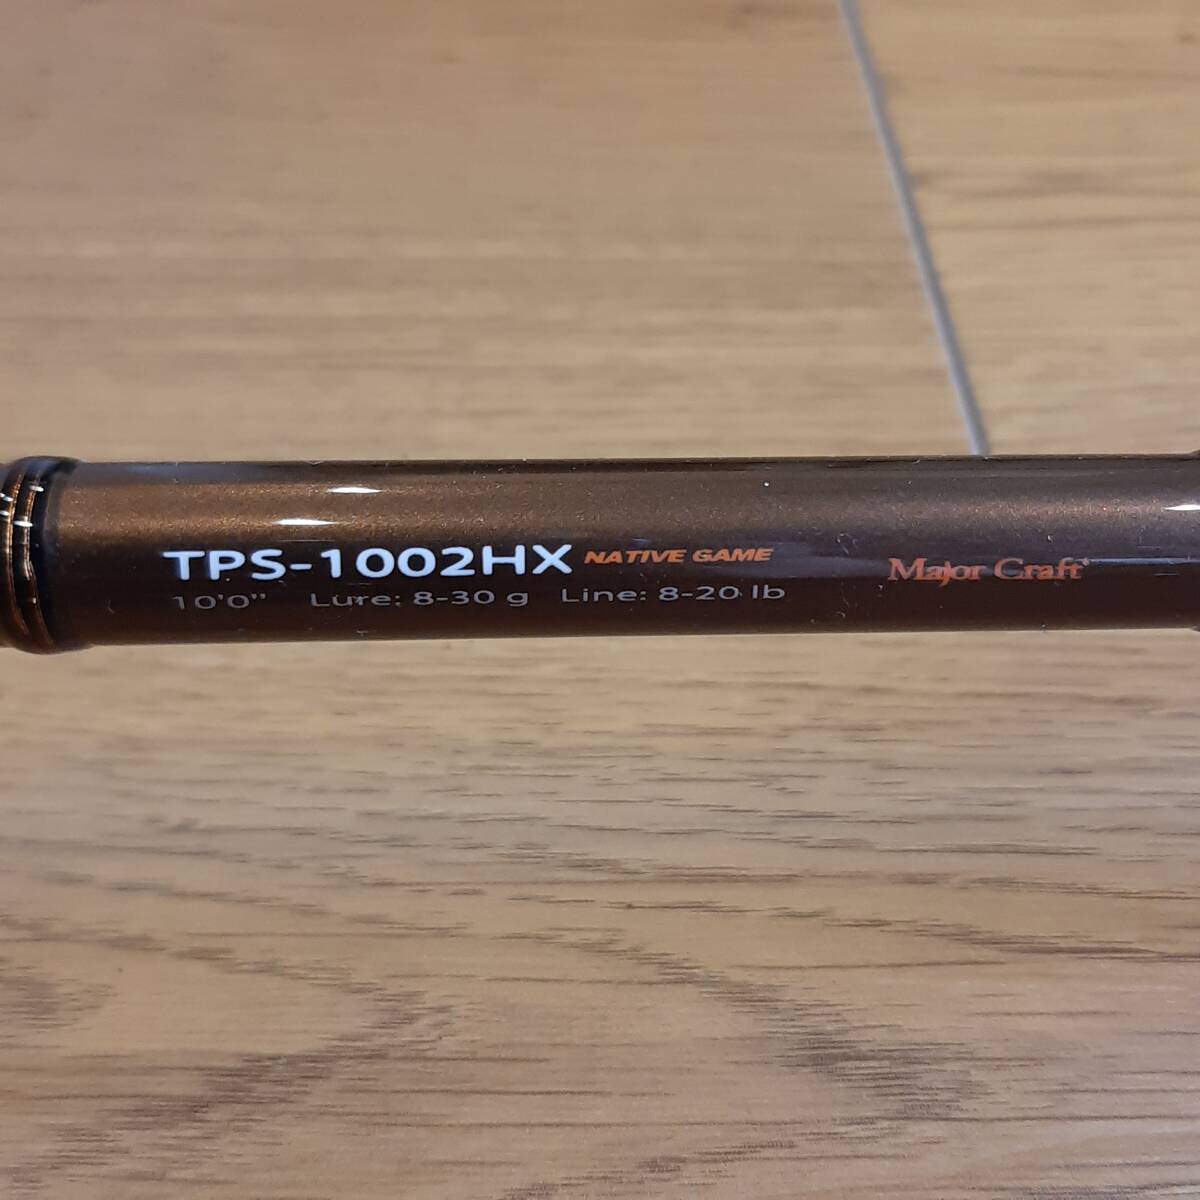 TPS-1002HX NATIVE GAME Major Craft
10'0" Lure: 8-30 g Line: 8-20 lb